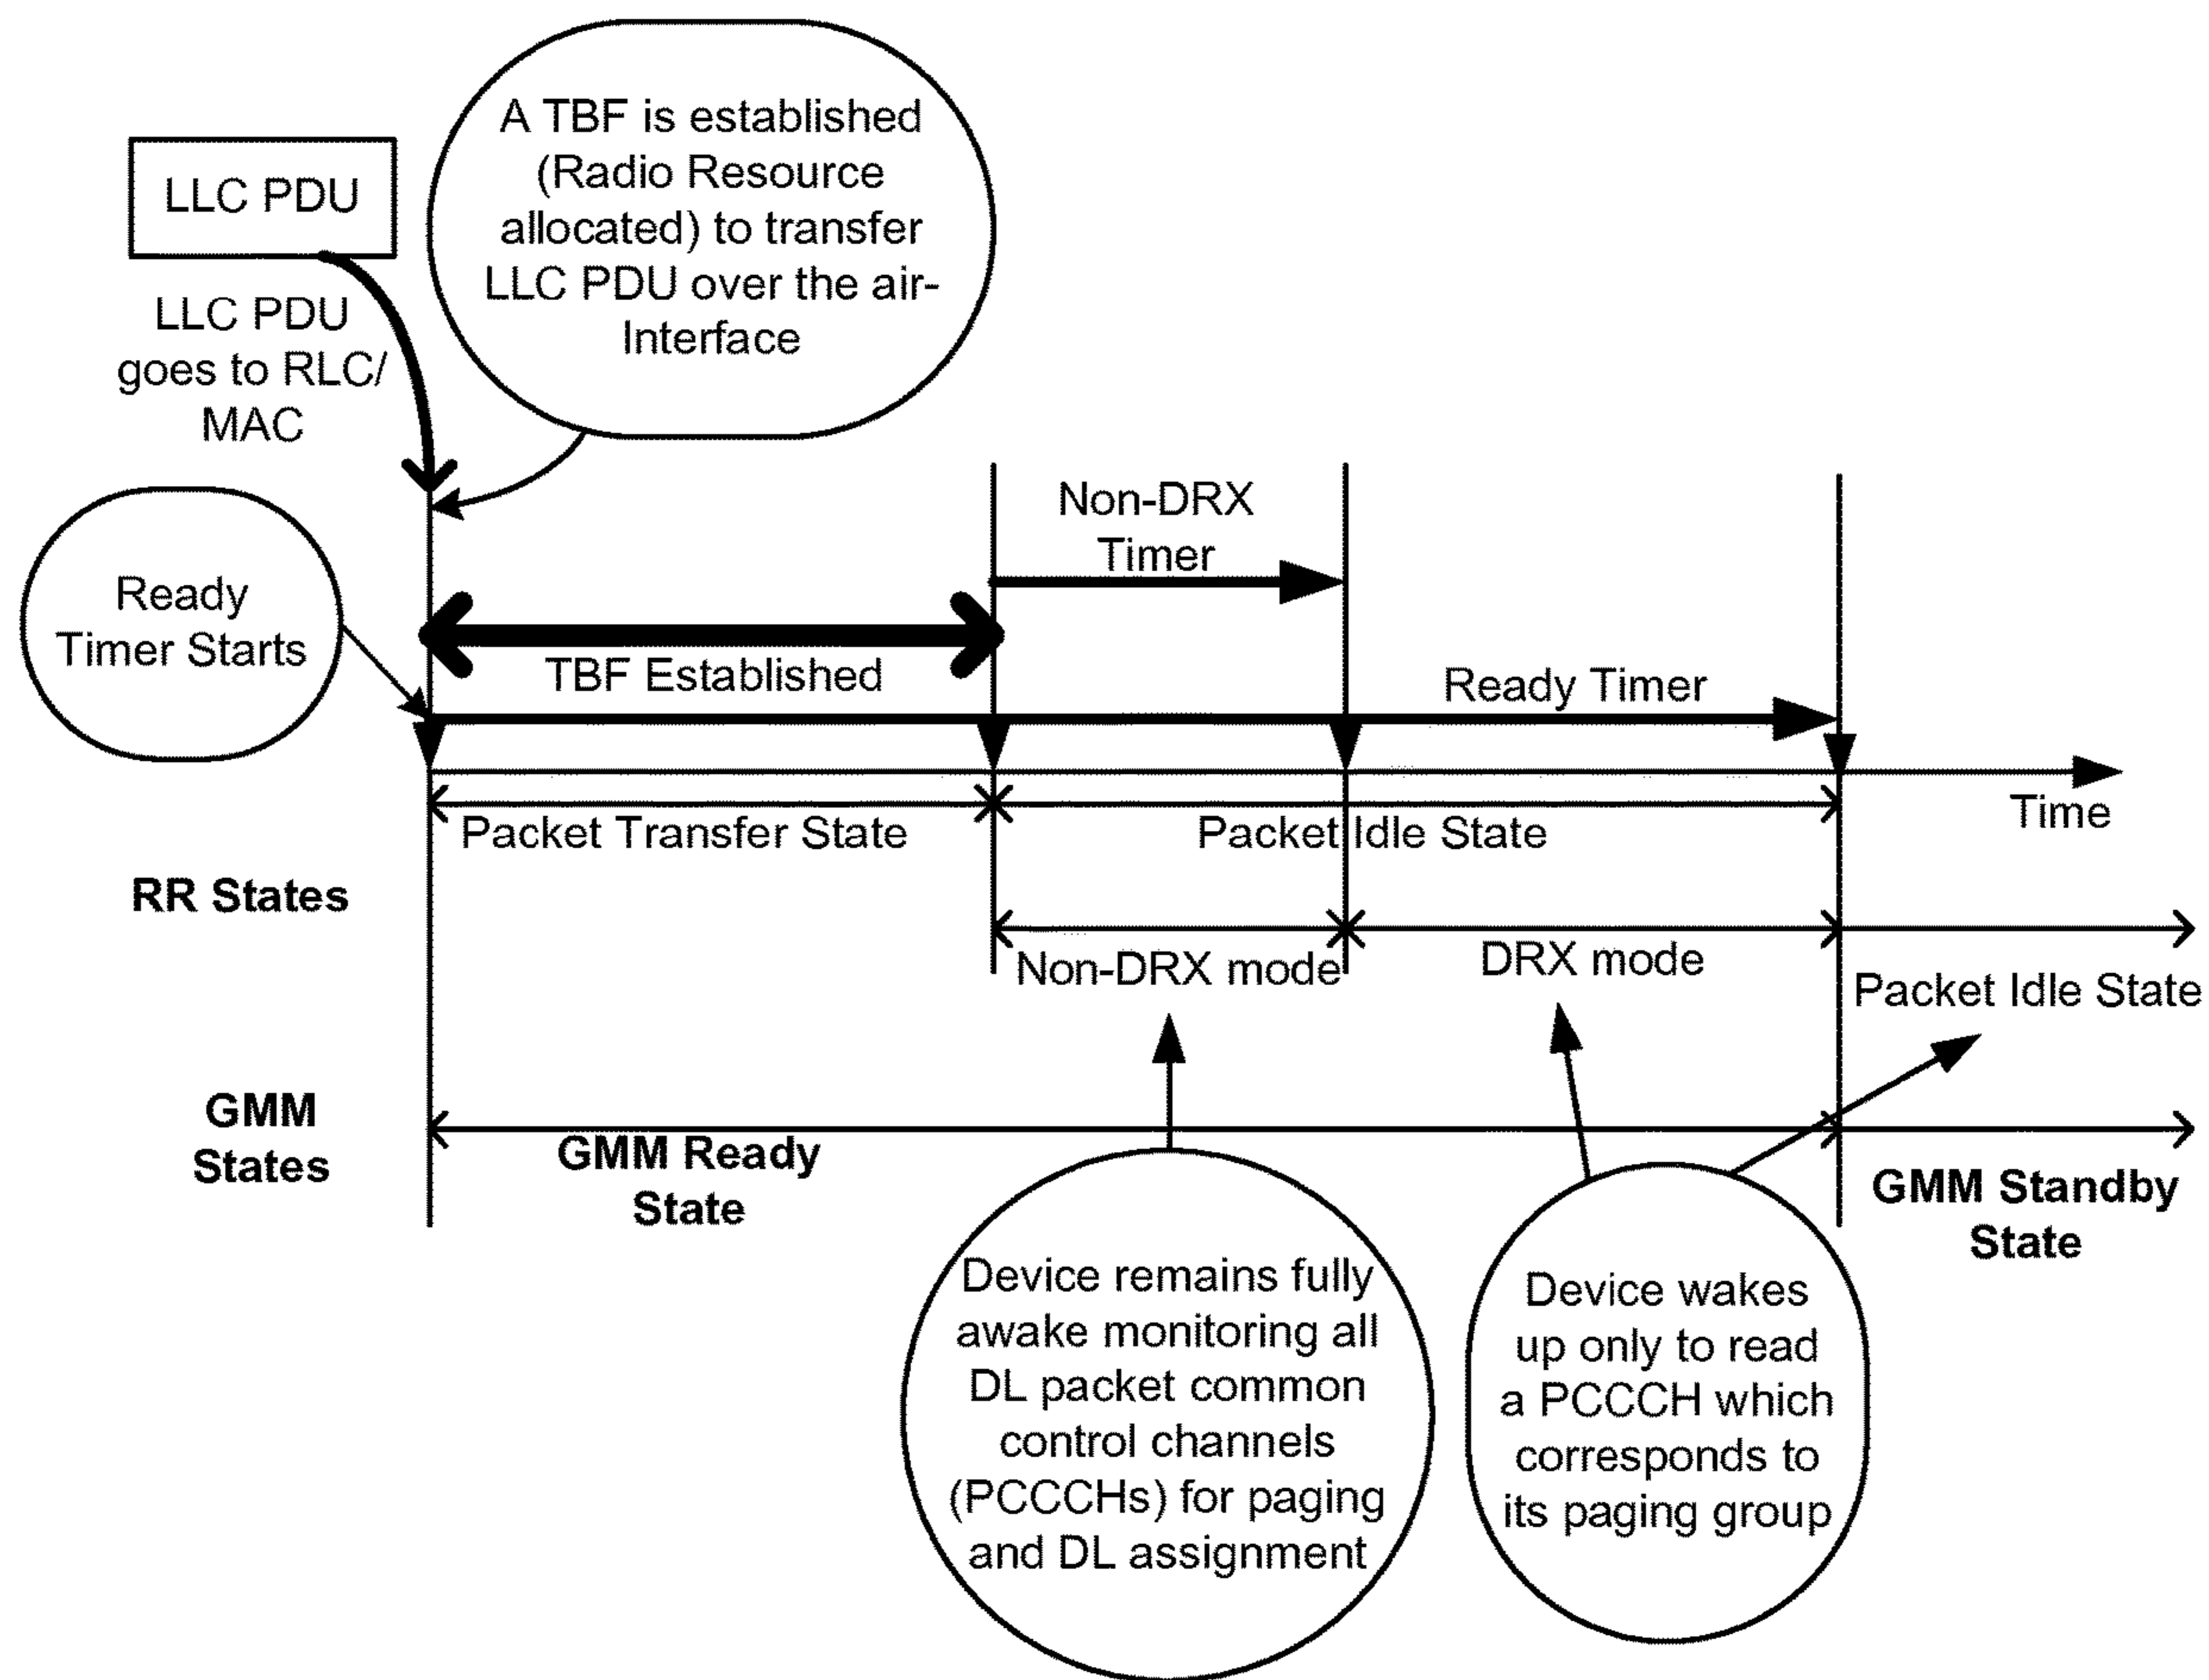 A TBF is established
(Radio Resource
allocated) to transfer
LLC PDU over the air-
Interface
LLC PDU
LLC PDU
goes to RLC/
MAC
Ready
Timer Starts
Non-DRX
Timer
TBF Established
Ready Timer
Time
Packet Transfer State
Packet Idle State
RR States
Non-DRX mode
DRX mode
Packet Idle State
GMM
States
GMM Ready
State
GMM Standby
State
Device remains fully
awake monitoring all
DL packet common
control channels
(PCCCHs) for paging
and DL assignment
Device wakes
up only to read
a PCCCH which
corresponds to
its paging group